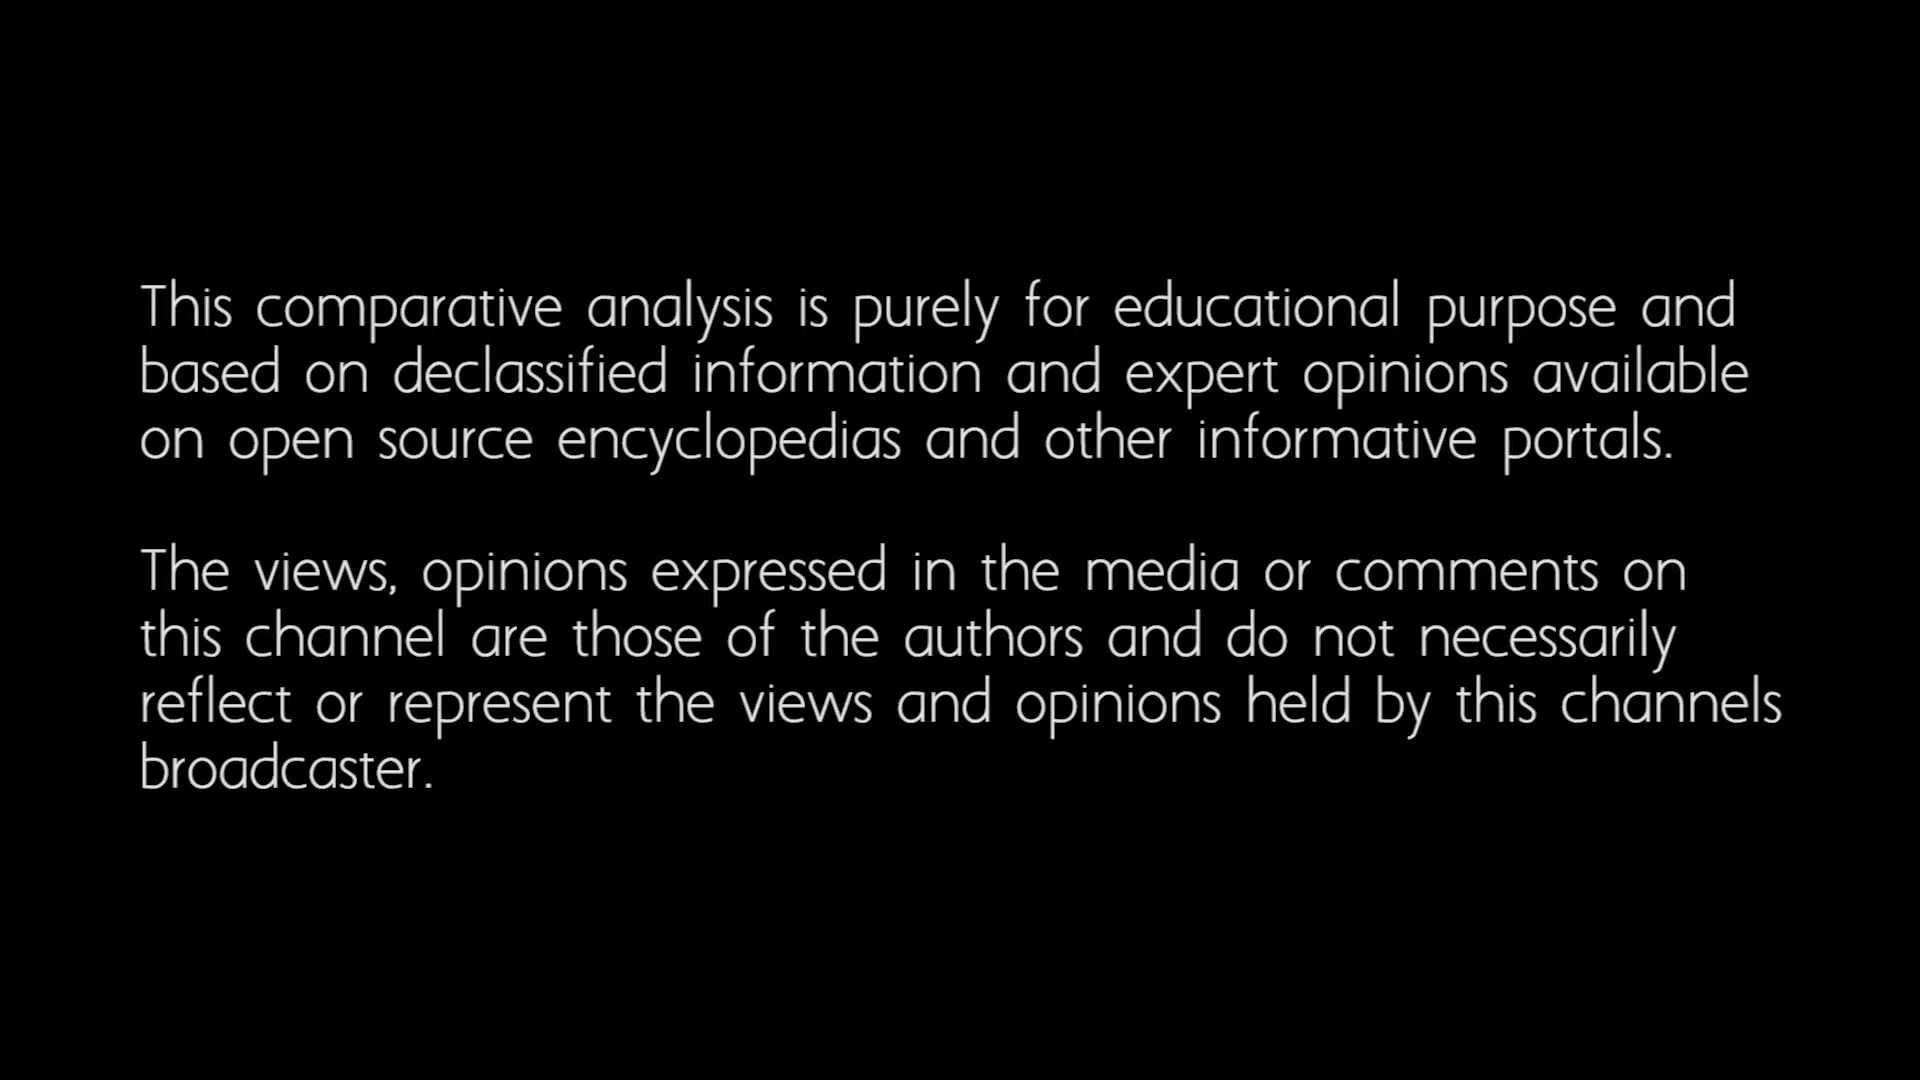 This comparative analysis is purely for educational purpose and
based on declassified information and expert opinions available
on open source encyclopedias and other informative portals.
The views, opinions expressed in the media or comments on
this channel are those of the authors and do not necessarily
reflect or represent the views and opinions held by this channels
broadcaster.